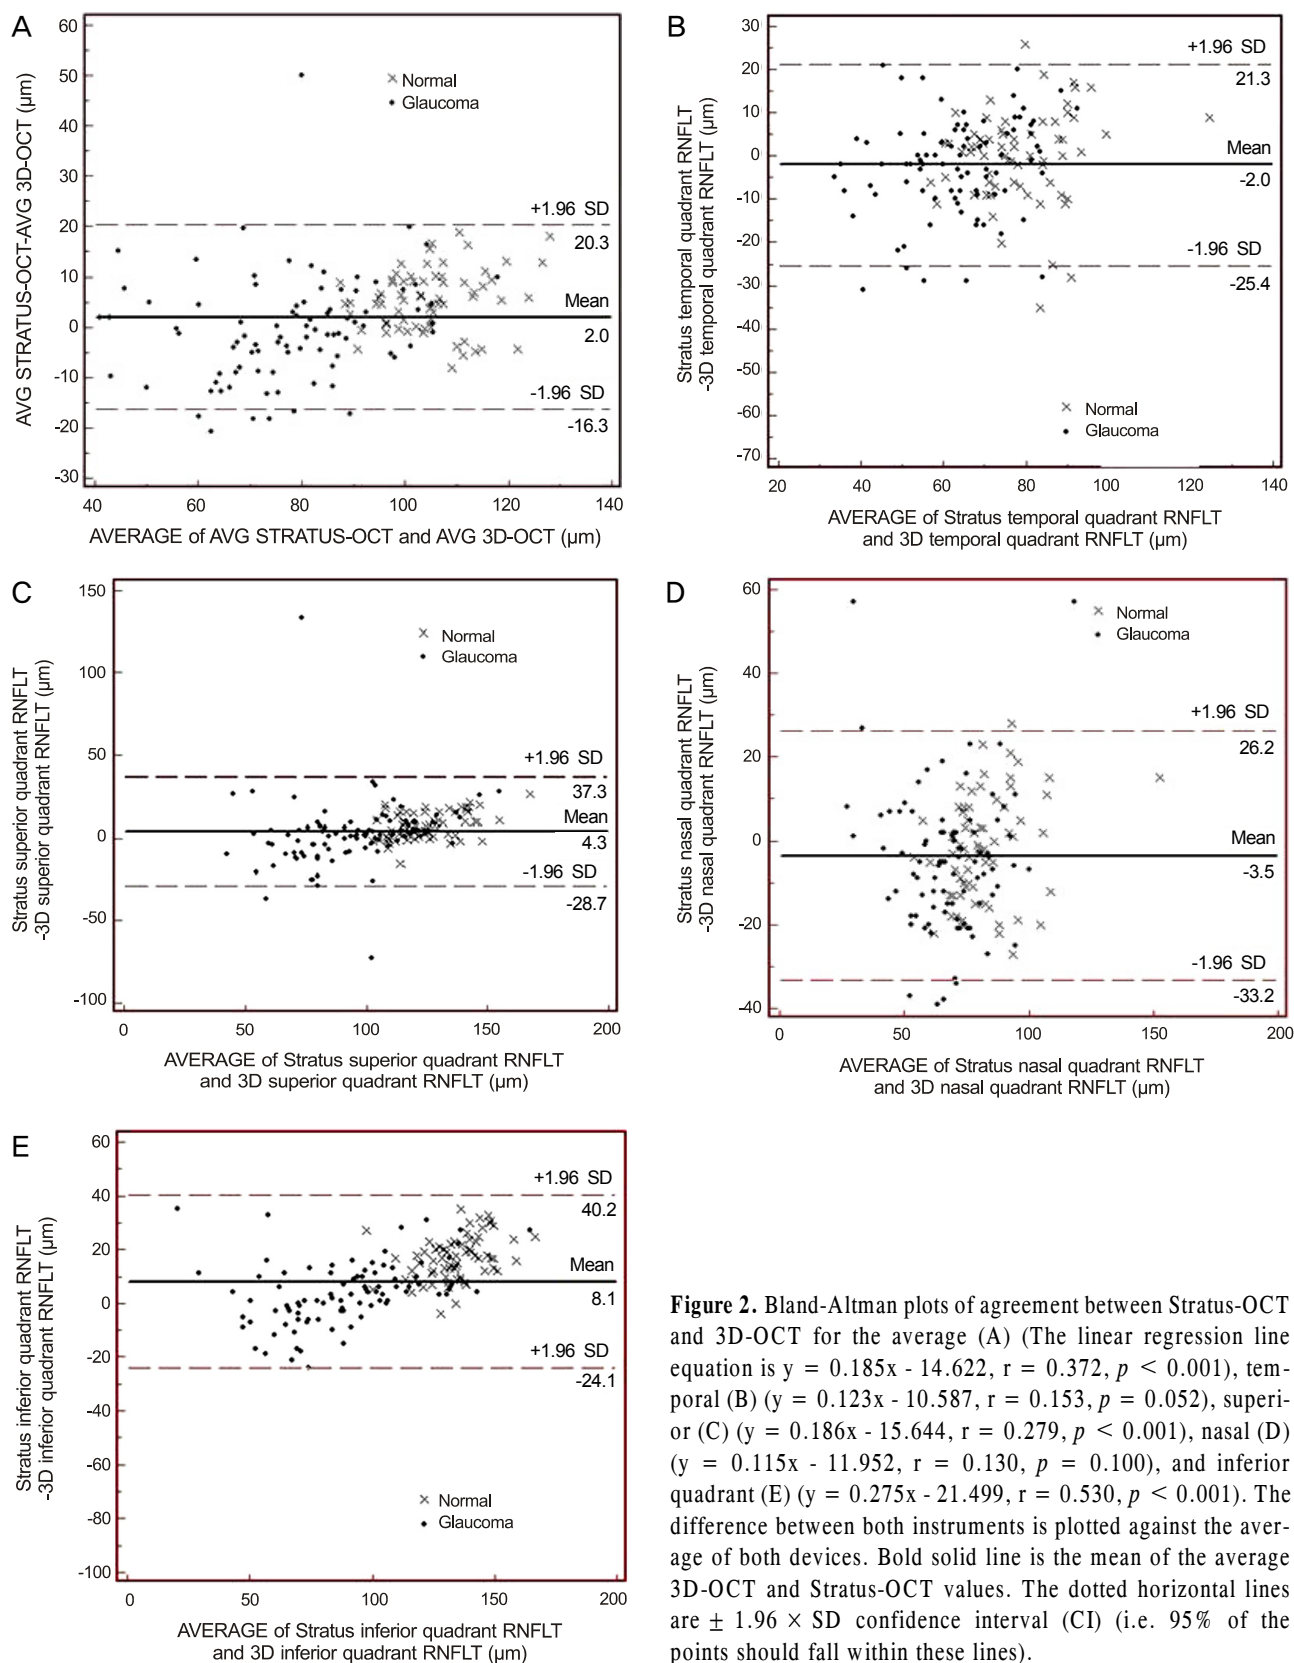 A
AVG STRATUS-OCT-AVG 3D-OCT (µm)
60
50
40
30
20
10
0
-10
-20
-30
Normal
Glaucoma
+1.96 SD
20.3
Mean
2.0
-1.96 SD
-16.3
40 60 80 100 120 140
AVERAGE of AVG STRATUS-OCT and AVG 3D-OCT (µm)
B
Stratus temporal quadrant RNFLT
-3D temporal quadrant RNFLT (µm)
30
20
10
0
-10
-20
-30
-40
-50
-60
-70
+1.96 SD
21.3
Mean
-2.0
-1.96 SD
-25.4
Normal
Glaucoma
20 40 60 80 100 120 140
AVERAGE of Stratus temporal quadrant RNFLT
and 3D temporal quadrant RNFLT (µm)
C
Stratus superior quadrant RNFLT
-3D superior quadrant RNFLT (µm)
150
100
50
0
-50
-100
Normal
Glaucoma
+1.96 SD
37.3
Mean
4.3
-1.96 SD
-28.7
0 50 100 150 200
AVERAGE of Stratus superior quadrant RNFLT
and 3D superior quadrant RNFLT (µm)
D
Stratus nasal quadrant RNFLT
-3D nasal quadrant RNFLT (µm)
60
40
20
0
-20
-40
Normal
Glaucoma
+1.96 SD
26.2
Mean
-3.5
-1.96 SD
-33.2
0 50 100 150 200
AVERAGE of Stratus nasal quadrant RNFLT
and 3D nasal quadrant RNFLT (µm)
E
Stratus inferior quadrant RNFLT
-3D inferior quadrant RNFLT (µm)
60
40
20
0
-20
-40
-60
-80
-100
+1.96 SD
40.2
Mean
8.1
+1.96 SD
-24.1
Normal
Glaucoma
0 50 100 150 200
AVERAGE of Stratus inferior quadrant RNFLT
and 3D inferior quadrant RNFLT (µm)
Figure 2. Bland-Altman plots of agreement between Stratus-OCT
and 3D-OCT for the average (A) (The linear regression line
equation is y = 0.185x - 14.622, r = 0.372, p < 0.001), tem-
poral (B) (y = 0.123x - 10.587, r = 0.153, p = 0.052), superi-
or (C) (y = 0.186x - 15.644, r = 0.279, p < 0.001), nasal (D)
(y = 0.115x - 11.952, r = 0.130, p = 0.100), and inferior
quadrant (E) (y = 0.275x - 21.499, r = 0.530, p < 0.001). The
difference between both instruments is plotted against the aver-
age of both devices. Bold solid line is the mean of the average
3D-OCT and Stratus-OCT values. The dotted horizontal lines
are ± 1.96 × SD confidence interval (CI) (i.e. 95% of the
points should fall within these lines).